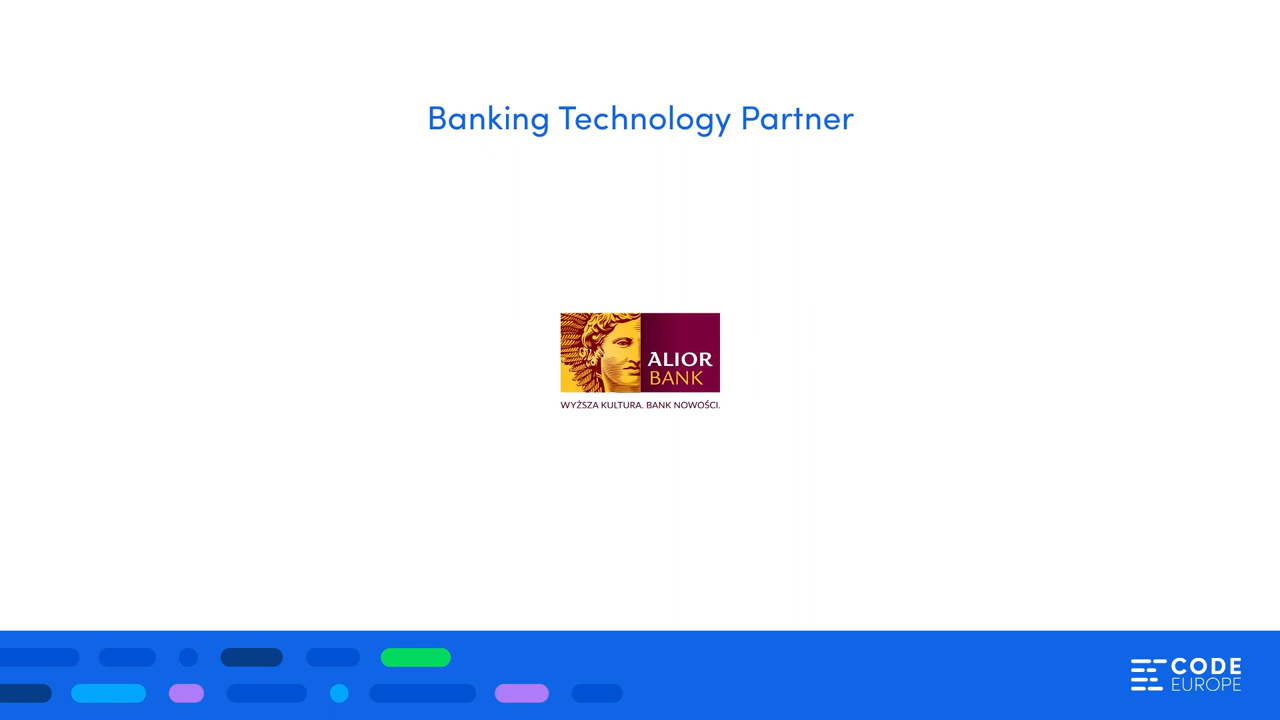 Banking Technology Partner
ALIOR
BANK
WYŻSZA KULTURA. BANK NOWOŚCI.
CODE
EUROPE